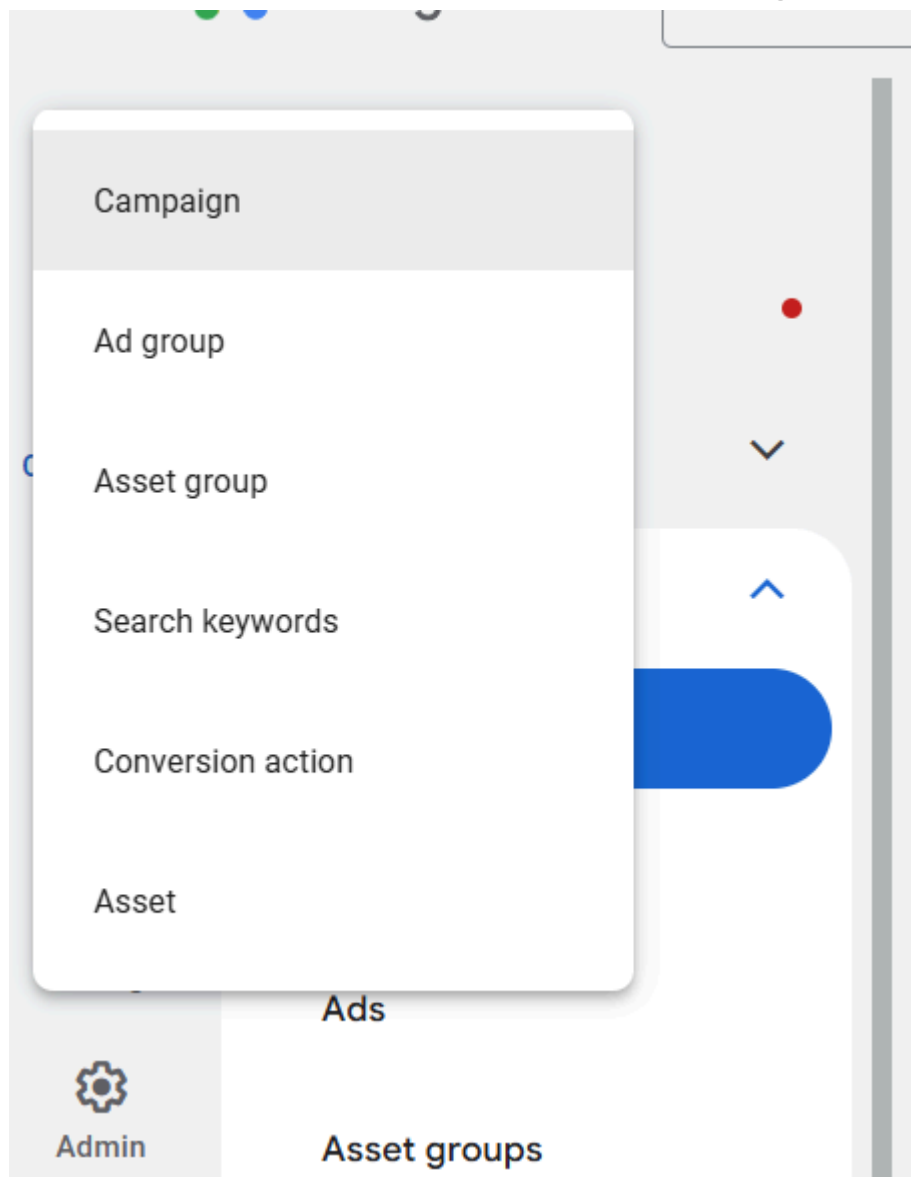 Campaign
Ad group
Asset group
Search keywords
Conversion action
Asset
Ads
Admin
Asset groups